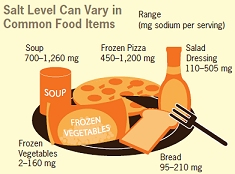 Salt Level Can Vary in
Common Food Items
Range
(mg sodium per serving)
Soup
700–1,260 mg
Frozen Pizza
450–1,200 mg
Salad
Dressing
110–505 mg
SOUP
FROZEN
VEGETABLES
Frozen
Vegetables
2–160 mg
Bread
95–210 mg